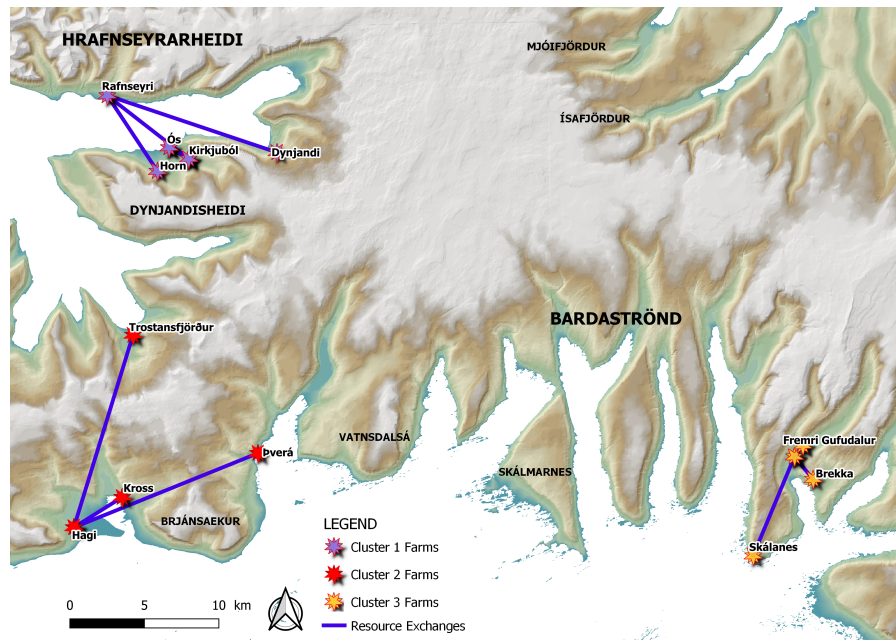 HRAFNSEYRARHEIDI
MJÓIFJÖRDUR
Rafnseyri
ÍSAFJÖRDUR
Ós
Kirkjuból
Dynjandi
Horn
DYNJANDISHEIDI
BARDASTRÖND
Trostansfjörður
VATNSDALSÁ
Fremri Gufudalur
Þverá
SKÁLMARNES
Brekka
Kross
BRJÁNSAEKUR
Hagi
Skálanes
LEGEND
Cluster 1 Farms
Cluster 2 Farms
Cluster 3 Farms
Resource Exchanges
0 5 10 km